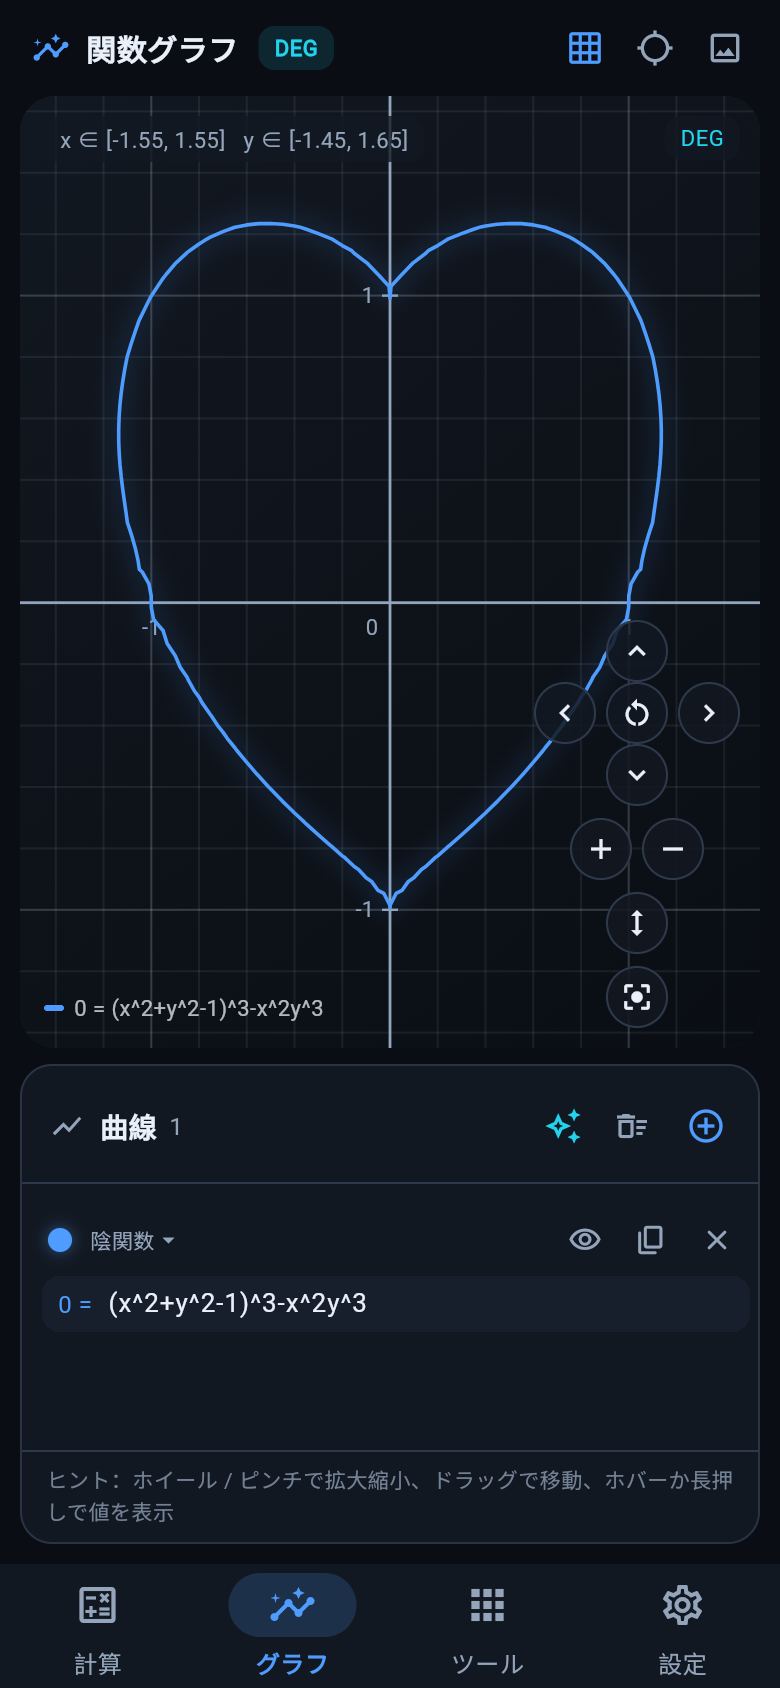 関数グラフ DEG
x ∈ [-1.55, 1.55] y ∈ [-1.45, 1.65] DEG
1
-1 0
-1
0 = (x^2+y^2-1)^3-x^2y^3
曲線 1
陰関数
0 = (x^2+y^2-1)^3-x^2y^3
ヒント: ホイール / ピンチで拡大縮小、ドラッグで移動、ホバーか長押
しで値を表示
計算 グラフ ツール 設定